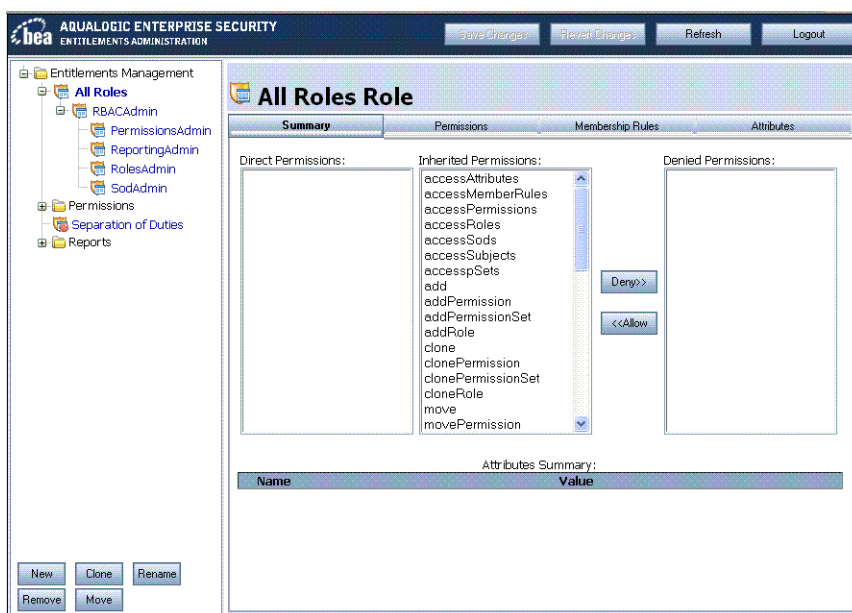 bea
AQUALOGIC ENTERPRISE SECURITY
ENTITLEMENTS ADMINISTRATION
Save Changes
Revert Changes
Refresh
Logout
Entitlements Management
All Roles
RBACAdmin
PermissionsAdmin
ReportingAdmin
RolesAdmin
SodAdmin
Permissions
Separation of Duties
Reports
New
Clone
Rename
Remove
Move
All Roles Role
Summary
Permissions
Membership Rules
Attributes
Direct Permissions:
Inherited Permissions:
accessAttributes
accessMemberRules
accessPermissions
accessRoles
accessSods
accessSubjects
accesspSets
add
addPermission
addPermissionSet
addRole
clone
clonePermission
clonePermissionSet
cloneRole
move
movePermission
Deny>>
<<Allow
Denied Permissions:
Attributes Summary:
Name Value